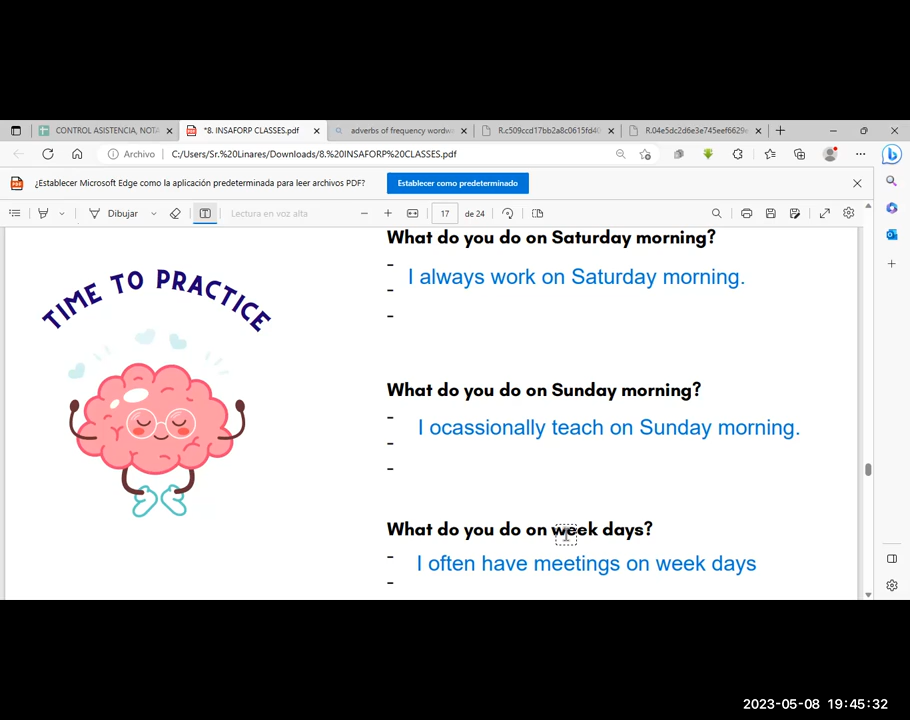 CONTROL ASISTENCIA, NOTA
*8. INSAFORP CLASSES.pdf
adverbs of frequency wordw
R.c509ccd17bb2a8c0615fd4
R.04e5dc2d6e3e745eef6629e
Archivo
C:/Users/Sr.%20Linares/Downloads/8.%20INSAFORP%20CLASSES.pdf
¿Establecer Microsoft Edge como la aplicación predeterminada para leer archivos PDF?
Establecer como predeterminado
Dibujar
Lectura en voz alta
17
de 24
TIME TO PRACTICE
What do you do on Saturday morning?
- I always work on Saturday morning.
-
-
What do you do on Sunday morning?
- I ocassionally teach on Sunday morning.
-
-
What do you do on week days?
- I often have meetings on week days
-
2023-05-08 19:45:32